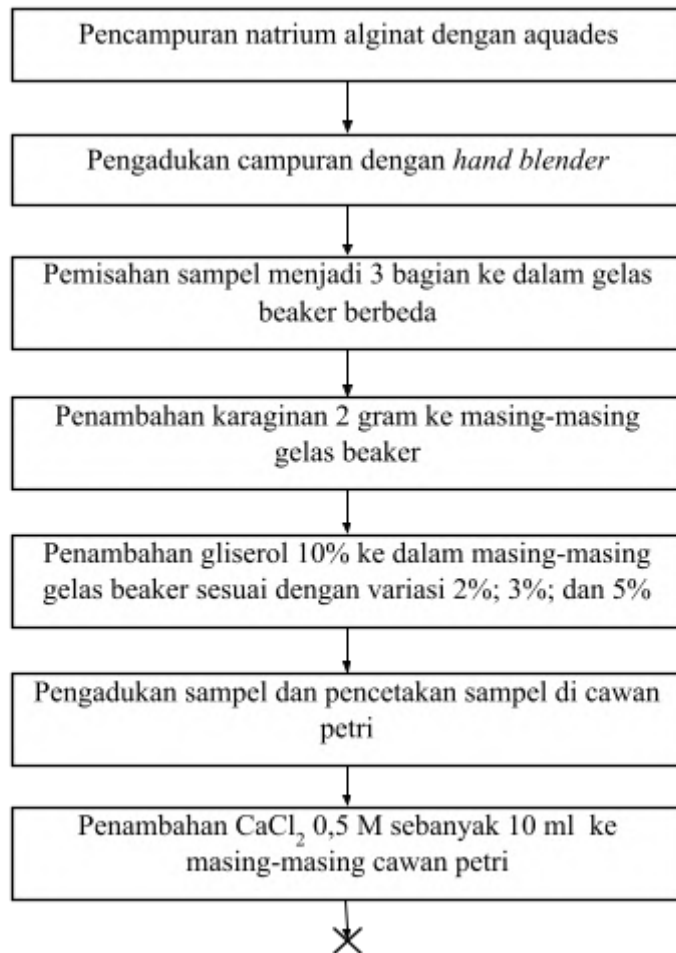 Pencampuran natrium alginat dengan aquades
Pengadukan campuran dengan hand blender
Pemisahan sampel menjadi 3 bagian ke dalam gelas
beaker berbeda
Penambahan karaginan 2 gram ke masing-masing
gelas beaker
Penambahan gliserol 10% ke dalam masing-masing
gelas beaker sesuai dengan variasi 2%; 3%; dan 5%
Pengadukan sampel dan pencetakan sampel di cawan
petri
Penambahan CaCl₂ 0,5 M sebanyak 10 ml ke
masing-masing cawan petri